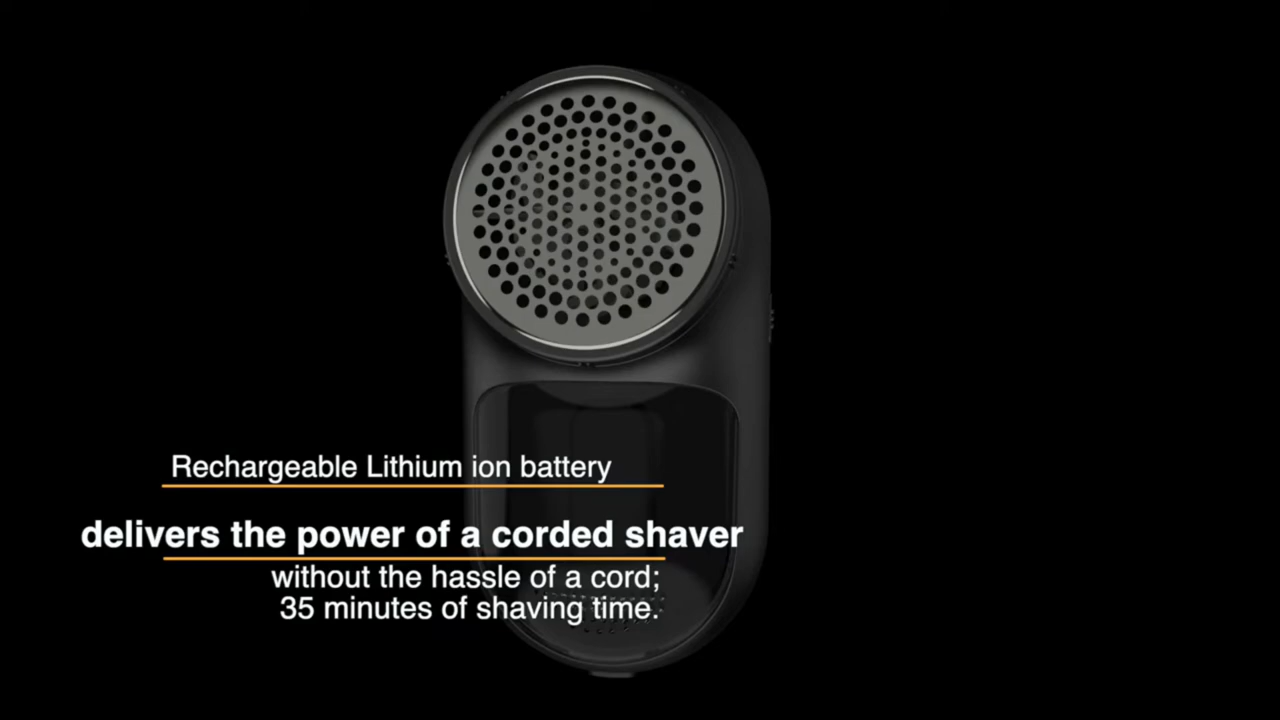 Rechargeable Lithium ion battery
delivers the power of a corded shaver
without the hassle of a cord;
35 minutes of shaving time.